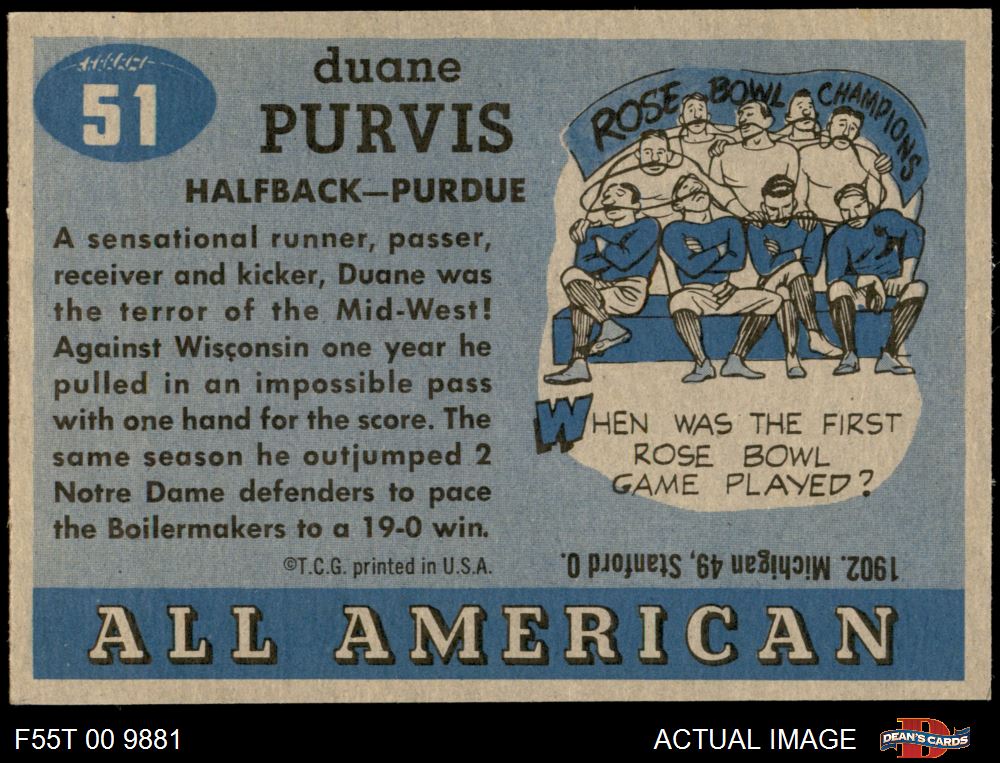 51
duane
PURVIS
HALFBACK—PURDUE
A sensational runner, passer,
receiver and kicker, Duane was
the terror of the Mid-West!
Against Wisçonsin one year he
pulled in an impossible pass
with one hand for the score. The
same season he outjumped 2
Notre Dame defenders to pace
the Boilermakers to a 19-0 win.
©T.C.G. printed in U.S.A.
ROSE BOWL CHAMPIONS
WHEN WAS THE FIRST
ROSE BOWL
GAME PLAYED?
1902. Michigan 49, Stanford 0.
ALL AMERICAN
F55T 00 9881
ACTUAL IMAGE
DEAN'S CARDS